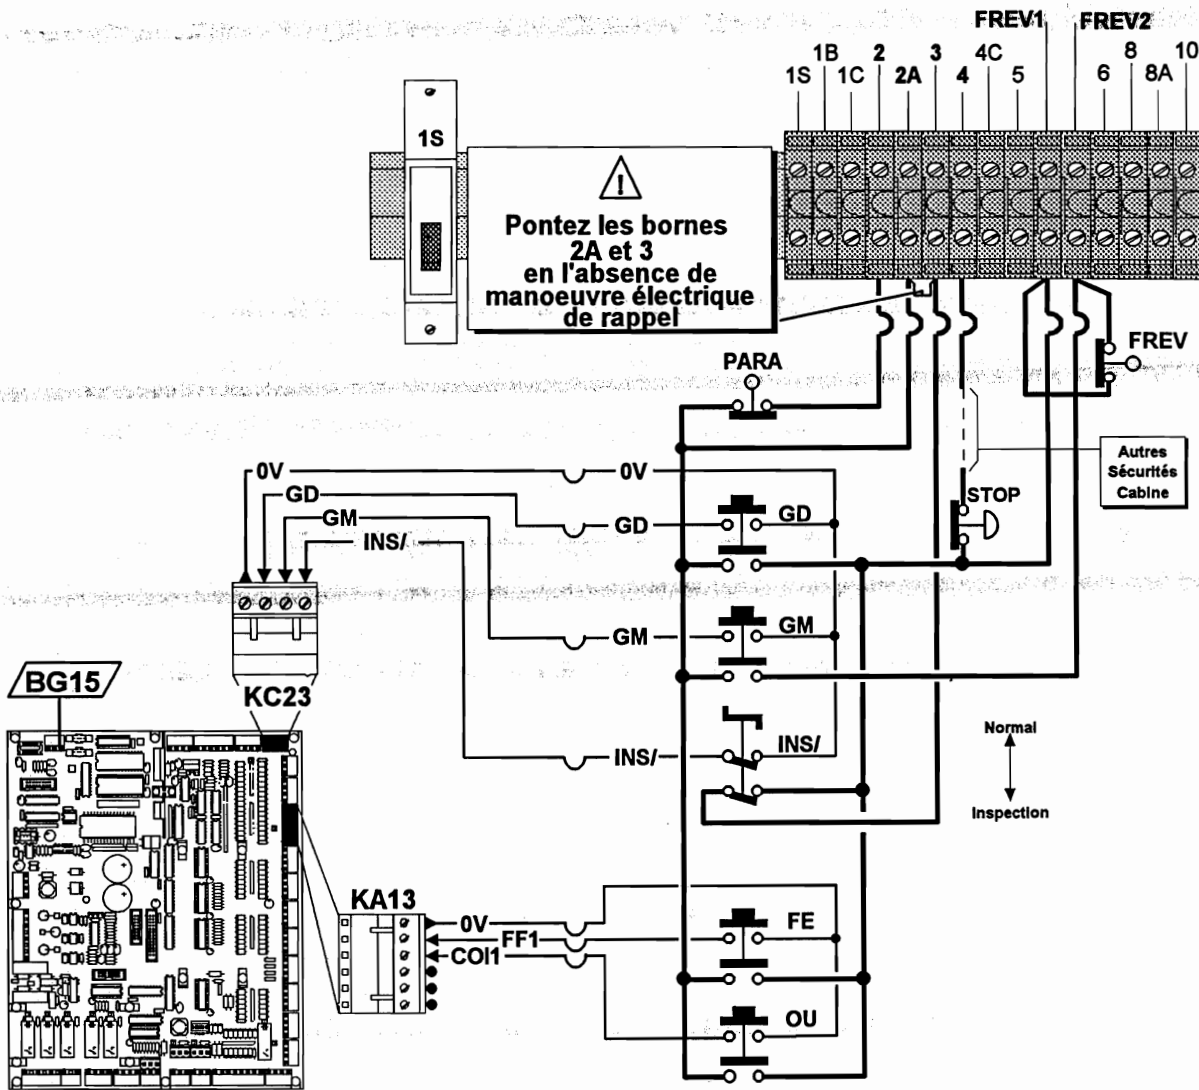 FREV1 FREV2
1B 2 3 4C 8 10
1S 1C 2A 4 5 6 8A
1S
!
Pontez les bornes
2A et 3
en l'absence de
manoeuvre électrique
de rappel
FREV
PARA
Autres
Sécurités
Cabine
0V 0V
GD STOP
GM GD GD
INS/
GM GM
BG15
KC23
INS/ INS/
Normal
Inspection
KA13
0V FE
FF1
COI1
OU